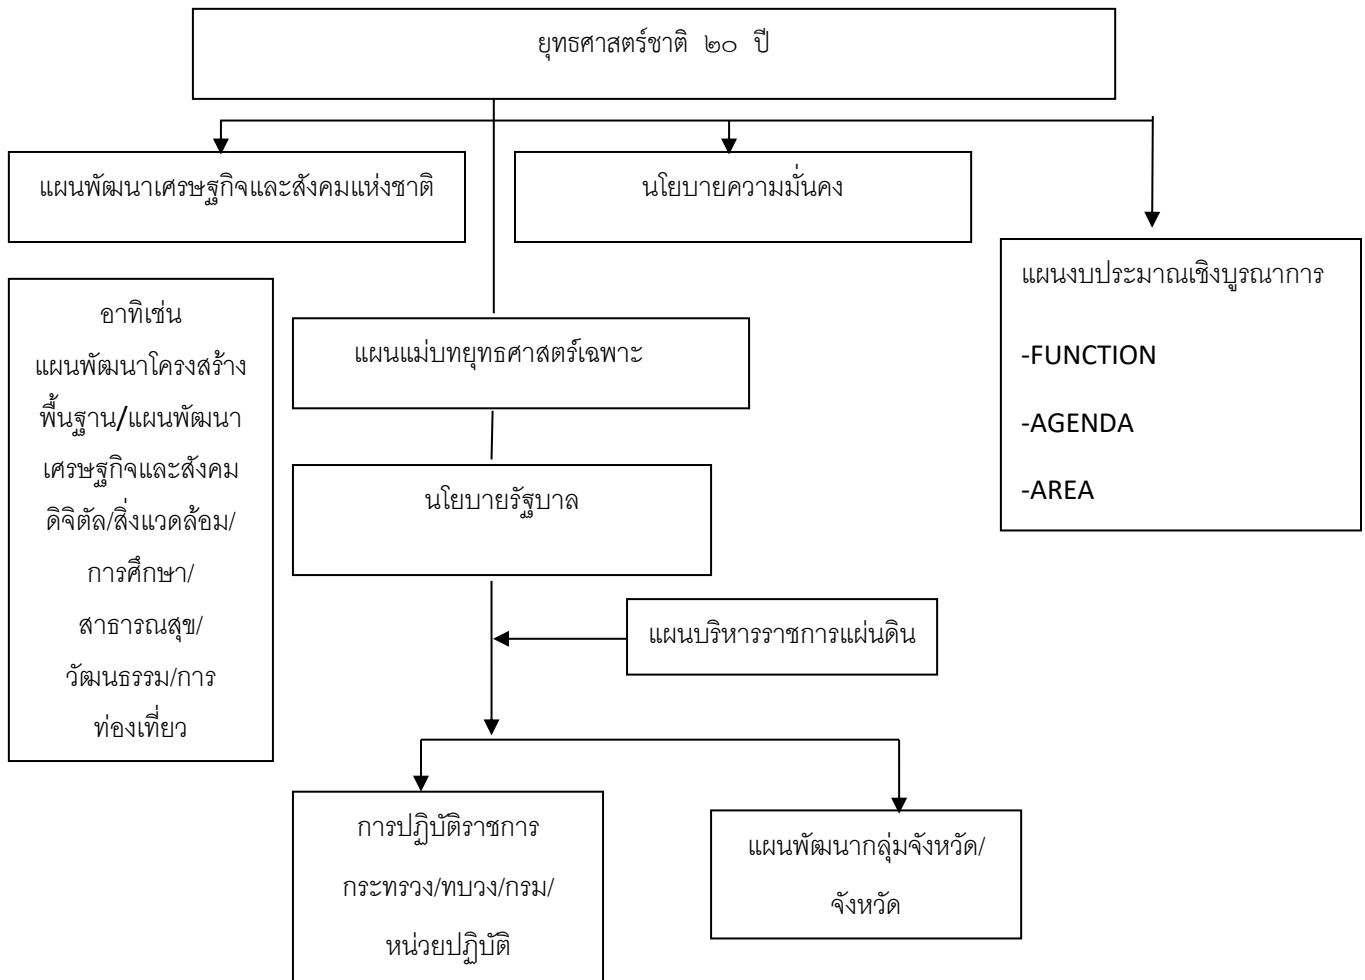 ยุทธศาสตร์ชาติ ๒๐ ปี
แผนพัฒนาเศรษฐกิจและสังคมแห่งชาติ
นโยบายความมั่นคง
แผนงบประมาณเชิงบูรณาการ
-FUNCTION
-AGENDA
-AREA
อาทิเช่น
แผนพัฒนาโครงสร้าง
พื้นฐาน/แผนพัฒนา
เศรษฐกิจและสังคม
ดิจิตัล/สิ่งแวดล้อม/
การศึกษา/
สาธารณสุข/
วัฒนธรรม/การ
ท่องเที่ยว
แผนแม่บทยุทธศาสตร์เฉพาะ
นโยบายรัฐบาล
แผนบริหารราชการแผ่นดิน
การปฏิบัติราชการ
กระทรวง/ทบวง/กรม/
หน่วยปฏิบัติ
แผนพัฒนากลุ่มจังหวัด/
จังหวัด